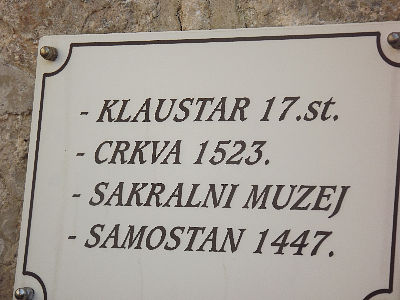 - KLAUSTAR 17.st.
- CRKVA 1523.
- SAKRALNI MUZEJ
- SAMOSTAN 1447.